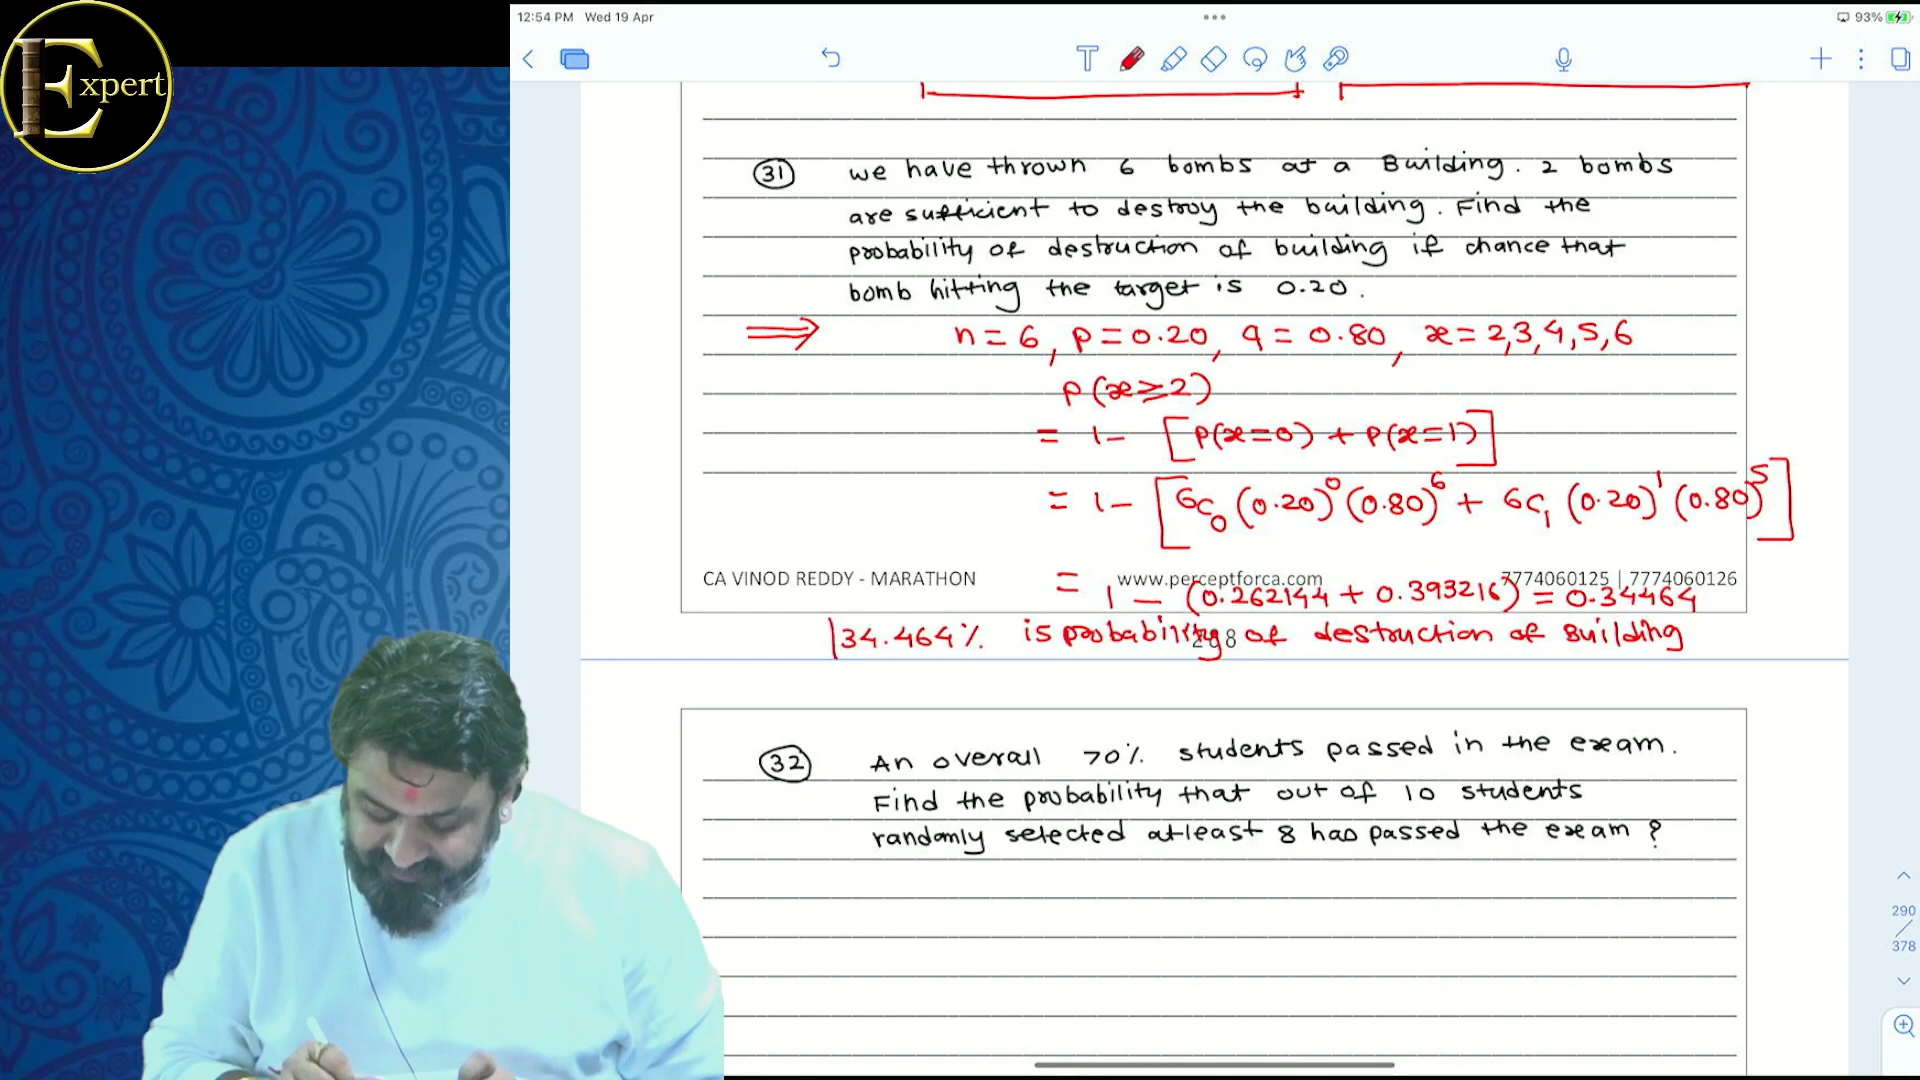 12:54 PM Wed 19 Apr
93%
Expert
31 we have thrown 6 bombs at a Building. 2 bombs
are sufficient to destroy the building. Find the
probability of destruction of building if chance that
bomb hitting the target is 0.20.
⟹ n = 6, p = 0.20, q = 0.80, x = 2,3,4,5,6
P(x≥2)
= 1- [P(x=0) + P(x=1)]
= 1- [6C₀ (0.20)⁰ (0.80)⁶ + 6C₁ (0.20)¹ (0.80)⁵]
CA VINOD REDDY - MARATHON www.perceptforca.com 7774060125 | 7774060126
= 1 - (0.262144 + 0.393216) = 0.34464
34.464% is probability of destruction of Building
32 An overall 70% students passed in the exam.
Find the probability that out of 10 students
randamly selected atleast 8 has passed the exam ?
290
378